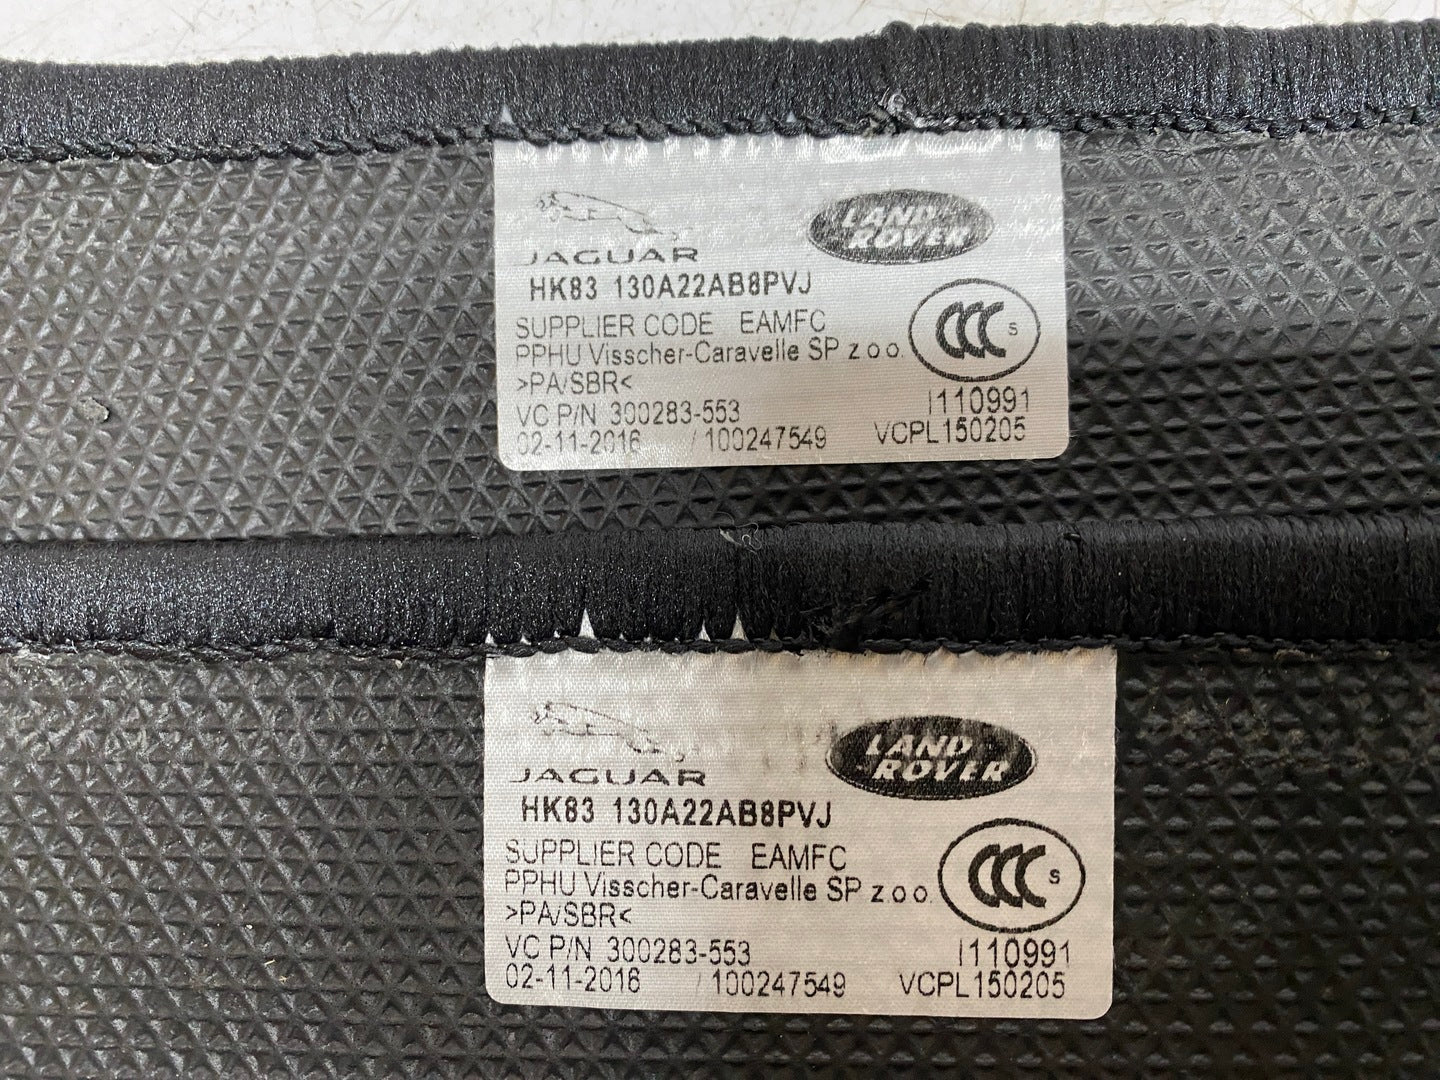 JAGUAR
LAND
ROVER
HK83 130A22AB8PVJ
SUPPLIER CODE EAMFC
CCC S
PPHU Visscher-Caravelle SP z o o.
>PA/SBR<
VC P/N 300283-553
I110991
02-11-2016 /100247549 VCPL150205
JAGUAR
LAND
ROVER
HK83 130A22AB8PVJ
SUPPLIER CODE EAMFC
CCC S
PPHU Visscher-Caravelle SP z o o.
>PA/SBR<
VC P/N 300283-553
I110991
02-11-2016 /100247549 VCPL150205